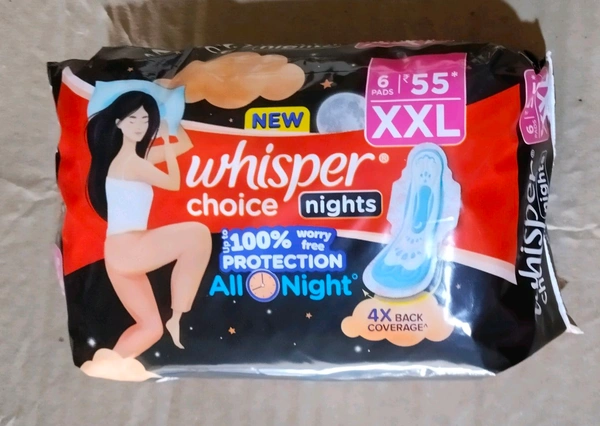 6 PADS ₹55*
XXL
NEW
whisper®
choice nights
Up to 100% worry free
PROTECTION
All Night°
4X BACK
COVERAGE^
whisper
nights